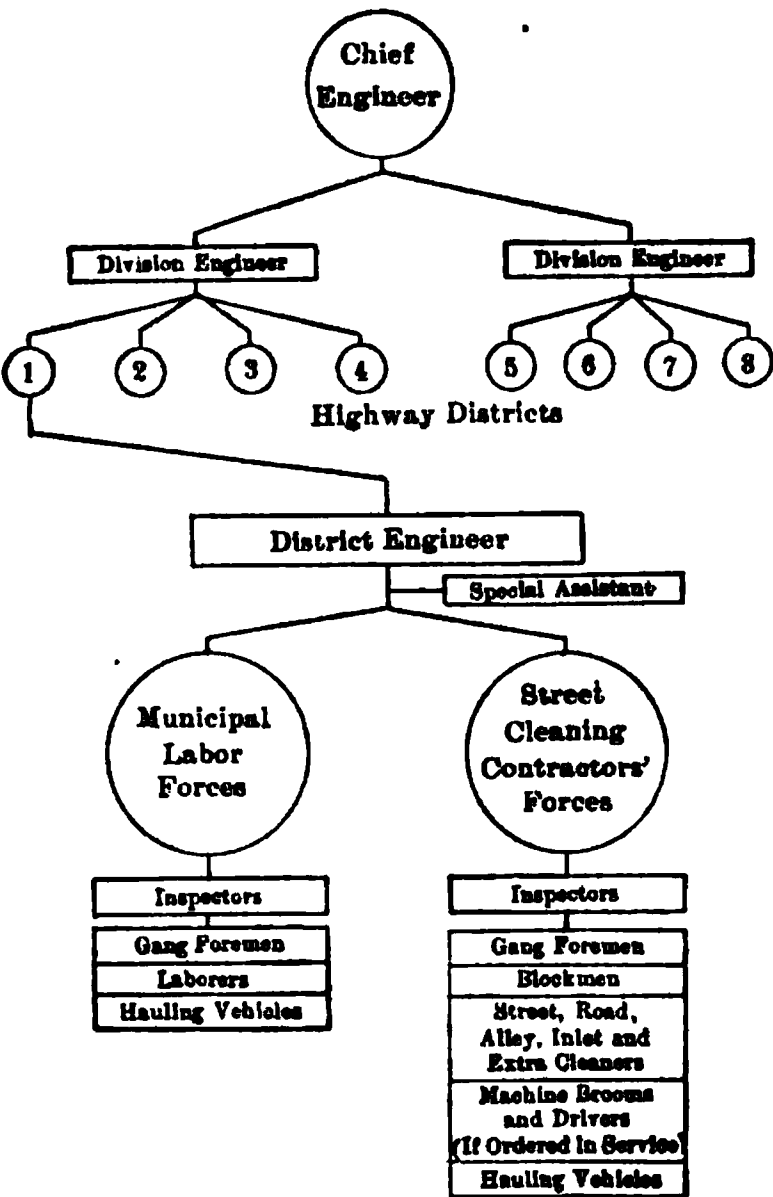 Chief
Engineer
Division Engineer
Division Engineer
1
2
3
4
5
6
7
8
Highway Districts
District Engineer
Special Assistant
Municipal
Labor
Forces
Street
Cleaning
Contractors'
Forces
Inspectors
Gang Foremen
Laborers
Hauling Vehicles
Inspectors
Gang Foremen
Blockmen
Street, Road,
Alley, Inlet and
Extra Cleaners
Machine Brooms
and Drivers
(If Ordered in Service)
Hauling Vehicles